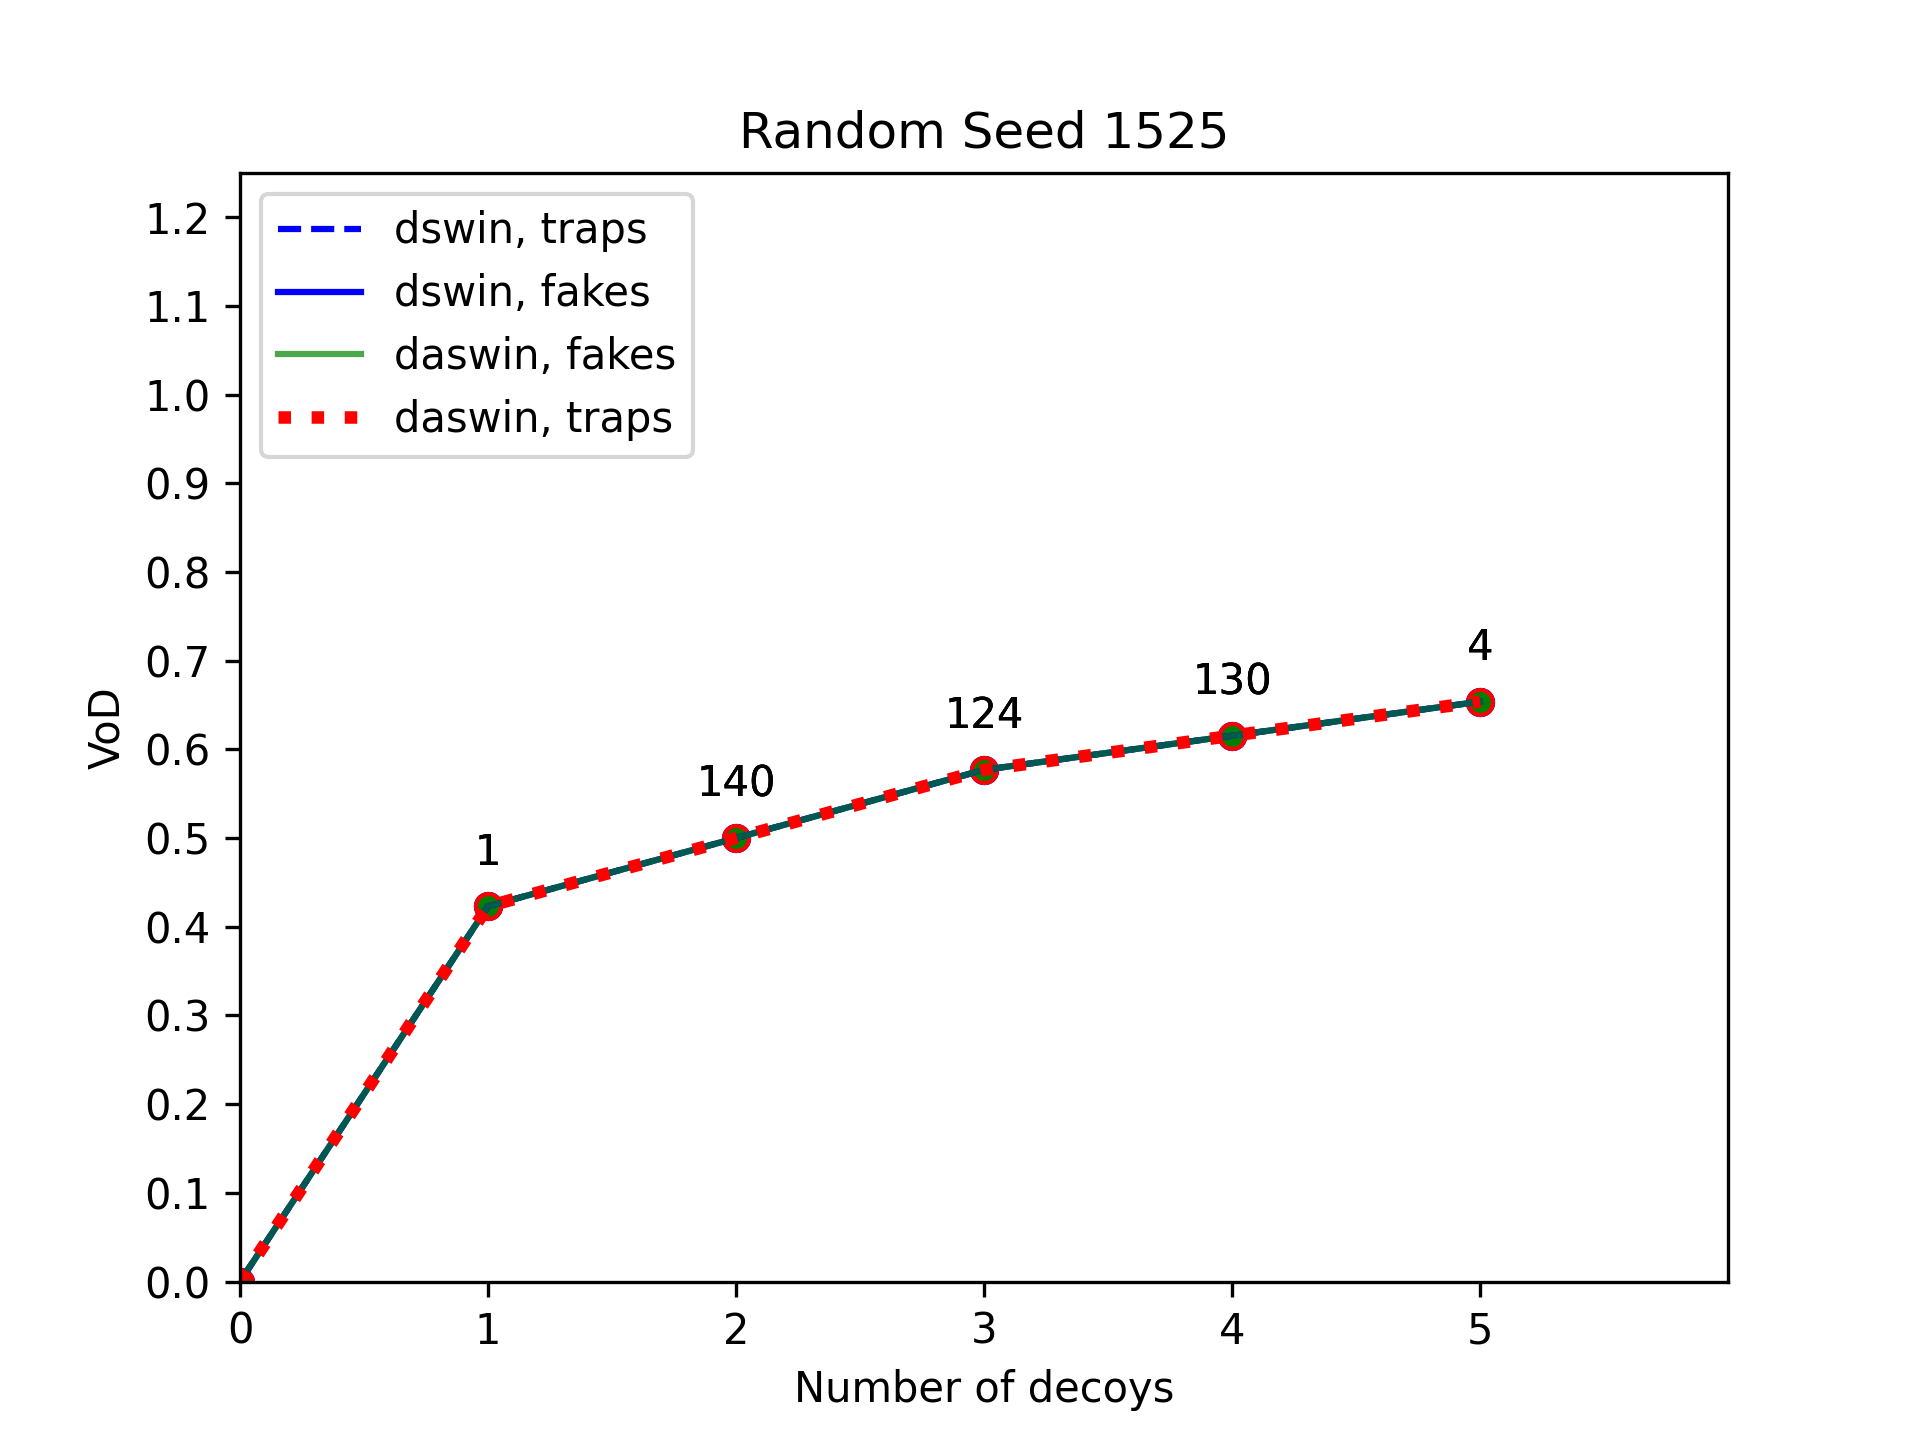 Random Seed 1525
dswin, traps
dswin, fakes
daswin, fakes
daswin, traps
VoD
1.2
1.1
1.0
0.9
0.8
0.7
0.6
0.5
0.4
0.3
0.2
0.1
0.0
1
140
124
130
4
0 1 2 3 4 5
Number of decoys